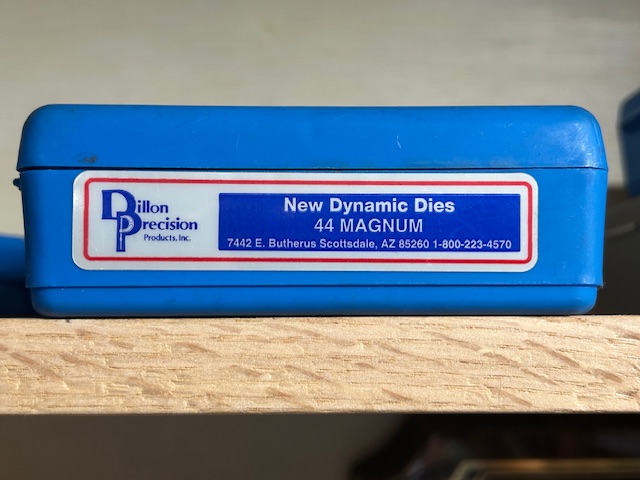 Dillon
Precision
Products, Inc.
New Dynamic Dies
44 MAGNUM
7442 E. Butherus Scottsdale, AZ 85260 1-800-223-4570